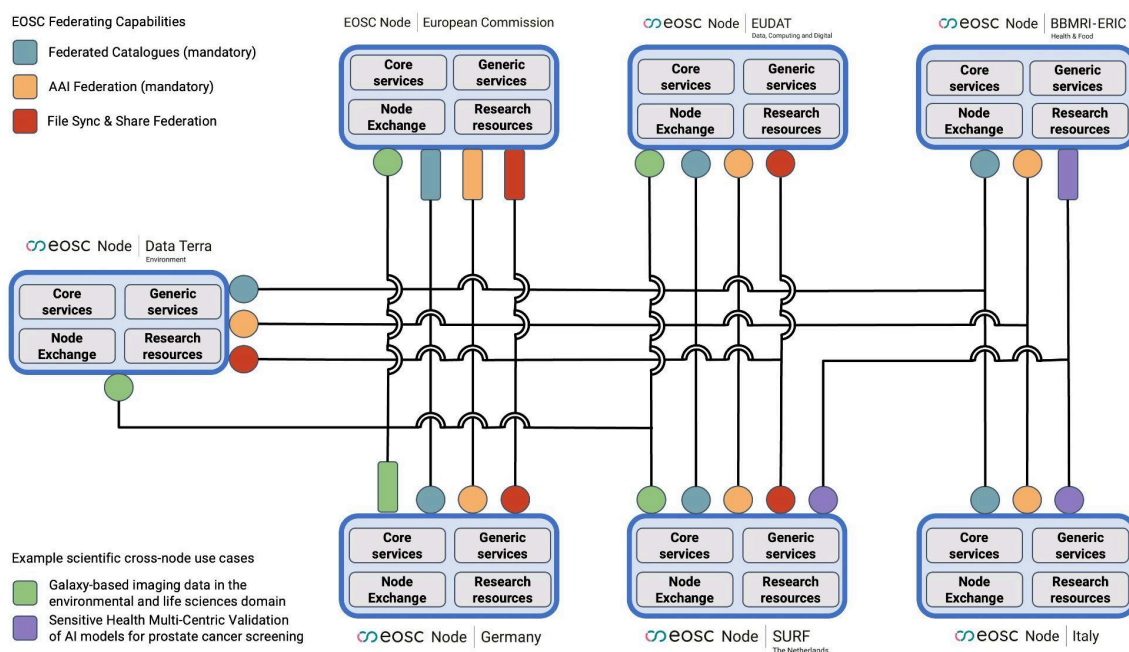 EOSC Federating Capabilities
Federated Catalogues (mandatory)
AAI Federation (mandatory)
File Sync & Share Federation
EOSC Node | European Commission
Core services
Generic services
Node Exchange
Research resources
eosc Node | EUDAT
Data, Computing and Digital
Core services
Generic services
Node Exchange
Research resources
eosc Node | BBMRI-ERIC
Health & Food
Core services
Generic services
Node Exchange
Research resources
eosc Node | Data Terra
Environment
Core services
Generic services
Node Exchange
Research resources
Core services
Generic services
Node Exchange
Research resources
eosc Node | Germany
Core services
Generic services
Node Exchange
Research resources
eosc Node | SURF
The Netherlands
Core services
Generic services
Node Exchange
Research resources
eosc Node | Italy
Example scientific cross-node use cases
Galaxy-based imaging data in the
environmental and life sciences domain
Sensitive Health Multi-Centric Validation
of AI models for prostate cancer screening